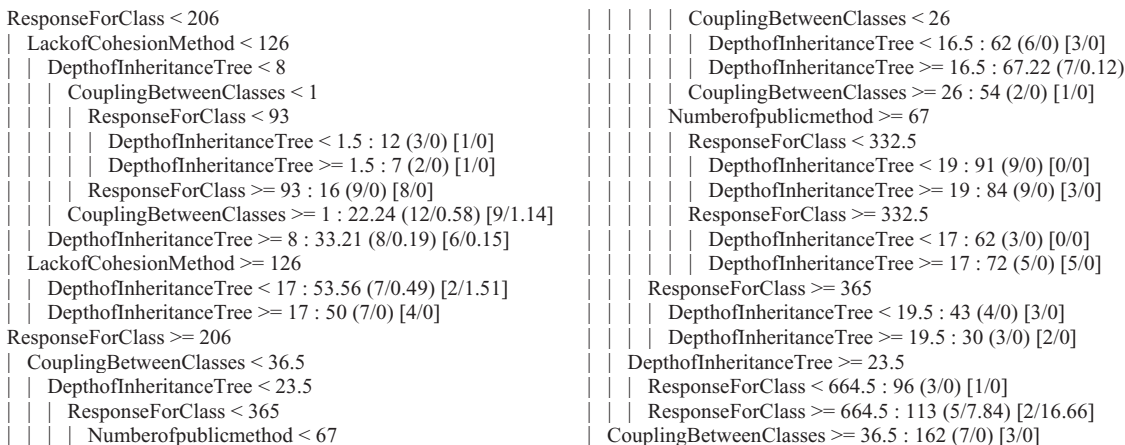 ResponseForClass < 206
| LackofCohesionMethod < 126
| | DepthofInheritanceTree < 8
| | | CouplingBetweenClasses < 1
| | | | ResponseForClass < 93
| | | | | DepthofInheritanceTree < 1.5 : 12 (3/0) [1/0]
| | | | | DepthofInheritanceTree >= 1.5 : 7 (2/0) [1/0]
| | | | ResponseForClass >= 93 : 16 (9/0) [8/0]
| | | CouplingBetweenClasses >= 1 : 22.24 (12/0.58) [9/1.14]
| | DepthofInheritanceTree >= 8 : 33.21 (8/0.19) [6/0.15]
| LackofCohesionMethod >= 126
| | DepthofInheritanceTree < 17 : 53.56 (7/0.49) [2/1.51]
| | DepthofInheritanceTree >= 17 : 50 (7/0) [4/0]
ResponseForClass >= 206
| CouplingBetweenClasses < 36.5
| | DepthofInheritanceTree < 23.5
| | | ResponseForClass < 365
| | | | Numberofpublicmethod < 67
| | | | | CouplingBetweenClasses < 26
| | | | | | DepthofInheritanceTree < 16.5 : 62 (6/0) [3/0]
| | | | | | DepthofInheritanceTree >= 16.5 : 67.22 (7/0.12)
| | | | | CouplingBetweenClasses >= 26 : 54 (2/0) [1/0]
| | | | Numberofpublicmethod >= 67
| | | | | ResponseForClass < 332.5
| | | | | | DepthofInheritanceTree < 19 : 91 (9/0) [0/0]
| | | | | | DepthofInheritanceTree >= 19 : 84 (9/0) [3/0]
| | | | | ResponseForClass >= 332.5
| | | | | | DepthofInheritanceTree < 17 : 62 (3/0) [0/0]
| | | | | | DepthofInheritanceTree >= 17 : 72 (5/0) [5/0]
| | | ResponseForClass >= 365
| | | | DepthofInheritanceTree < 19.5 : 43 (4/0) [3/0]
| | | | DepthofInheritanceTree >= 19.5 : 30 (3/0) [2/0]
| | DepthofInheritanceTree >= 23.5
| | | ResponseForClass < 664.5 : 96 (3/0) [1/0]
| | | ResponseForClass >= 664.5 : 113 (5/7.84) [2/16.66]
| CouplingBetweenClasses >= 36.5 : 162 (7/0) [3/0]